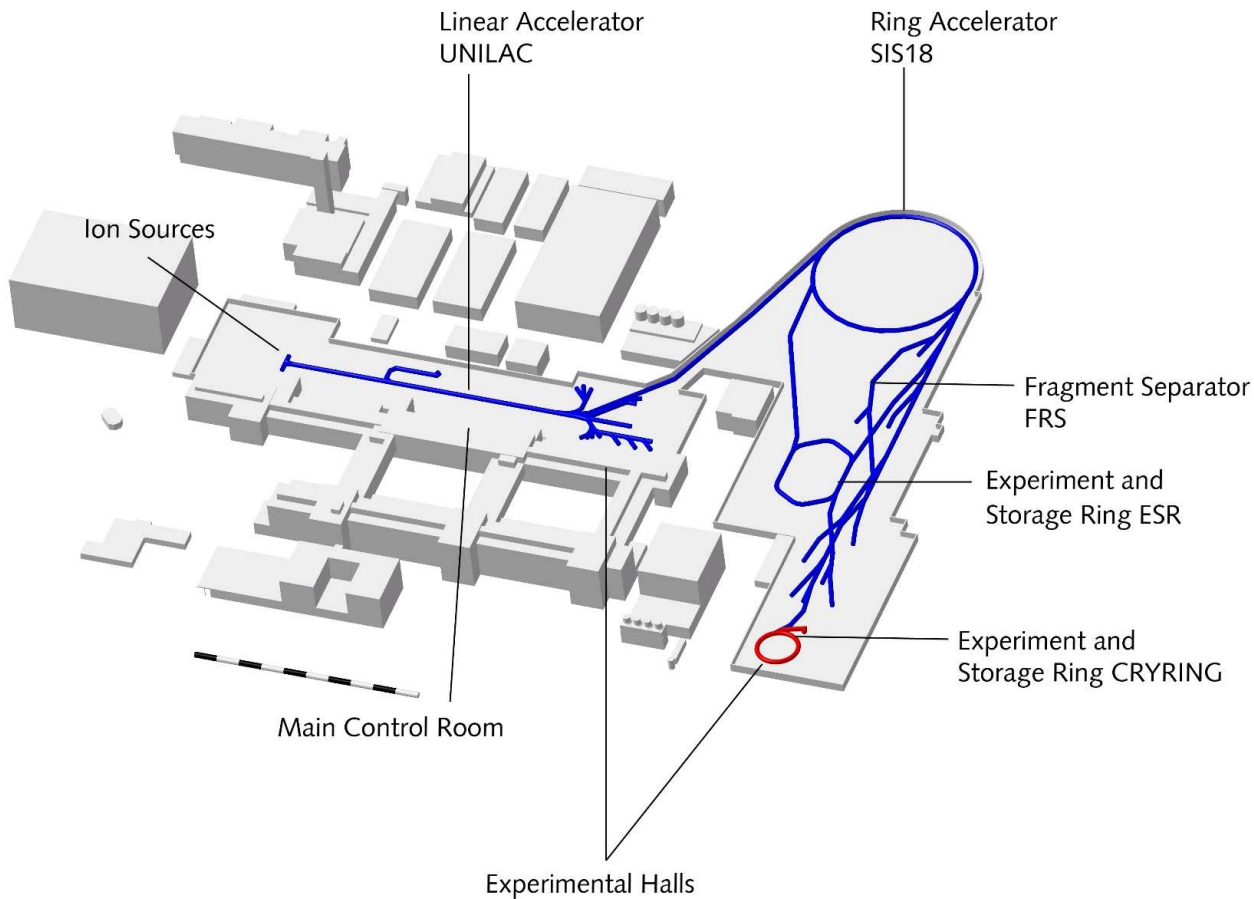 Linear Accelerator
UNILAC
Ring Accelerator
SIS18
Ion Sources
Fragment Separator
FRS
Experiment and
Storage Ring ESR
Experiment and
Storage Ring CRYRING
Main Control Room
Experimental Halls